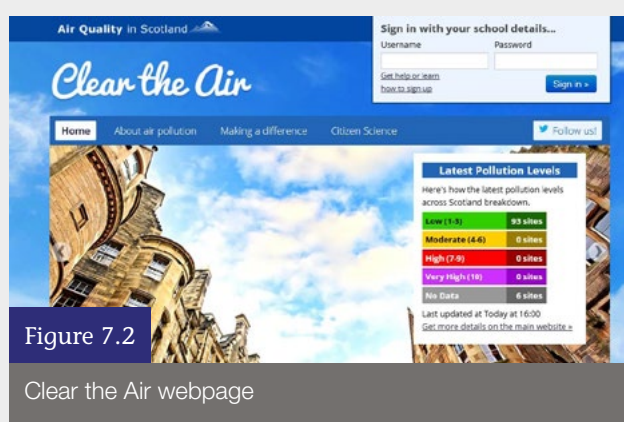 Air Quality in Scotland
Clear the Air
Sign in with your school details...
Username Password
Get help or learn
how to sign up
Sign in »
Home About air pollution Making a difference Citizen Science
Follow us!
Latest Pollution Levels
Here's how the latest pollution levels
across Scotland breakdown.
Low (1-3) 93 sites
Moderate (4-6) 0 sites
High (7-9) 0 sites
Very High (10) 0 sites
No Data 6 sites
Last updated at Today at 16:00
Get more details on the main website »
Figure 7.2
Clear the Air webpage